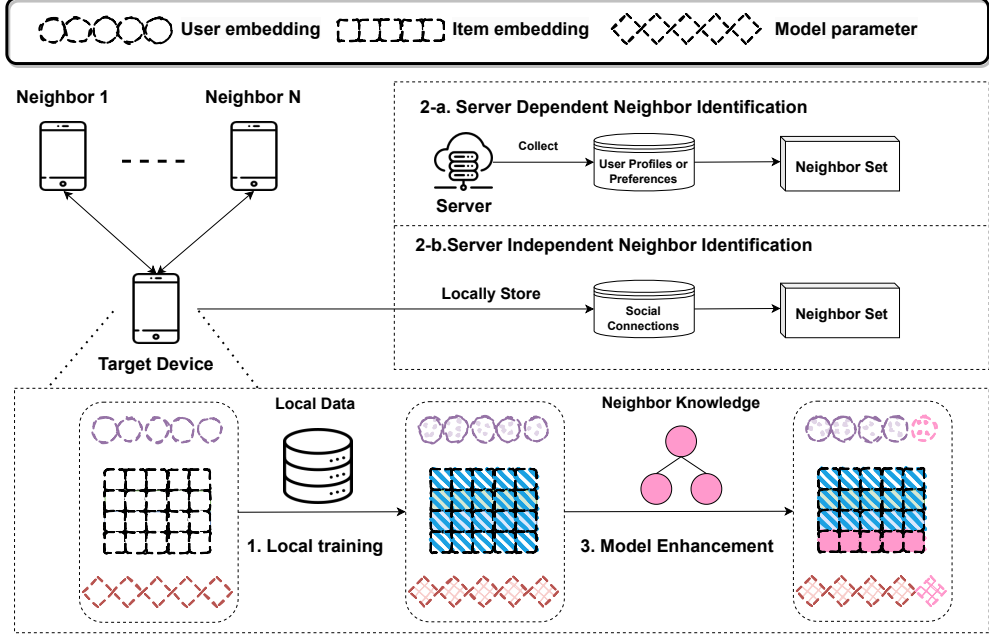 User embedding
Item embedding
Model parameter
Neighbor 1
Neighbor N
2-a. Server Dependent Neighbor Identification
Collect
User Profiles or
Preferences
Neighbor Set
Server
2-b.Server Independent Neighbor Identification
Locally Store
Social
Connections
Neighbor Set
Target Device
Local Data
Neighbor Knowledge
1. Local training
3. Model Enhancement